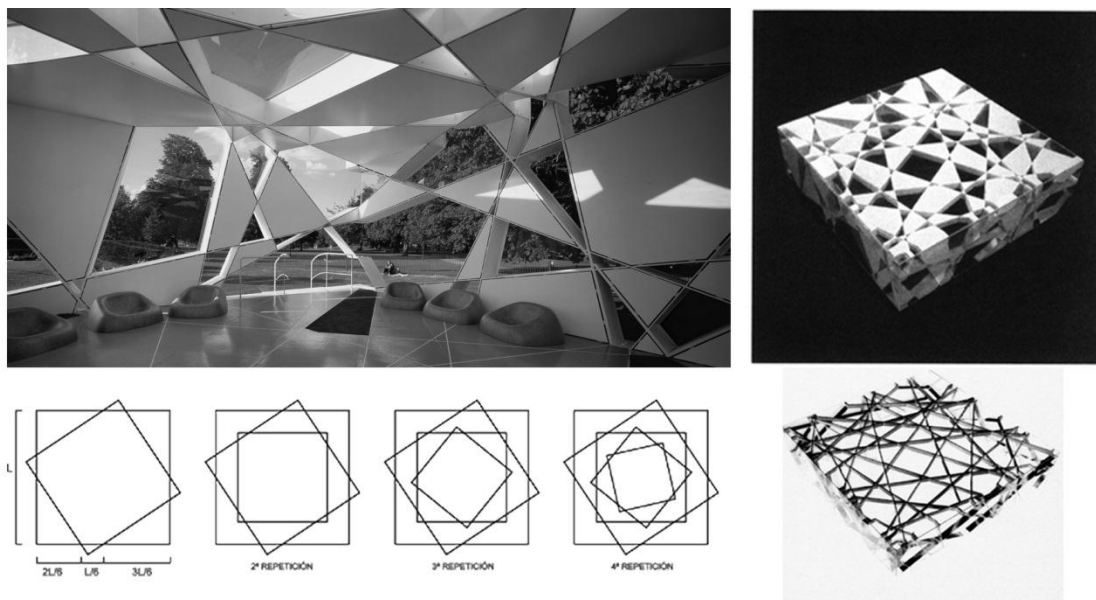 L
2L/6 L/6 3L/6
2ª REPETICIÓN
3ª REPETICIÓN
4ª REPETICIÓN